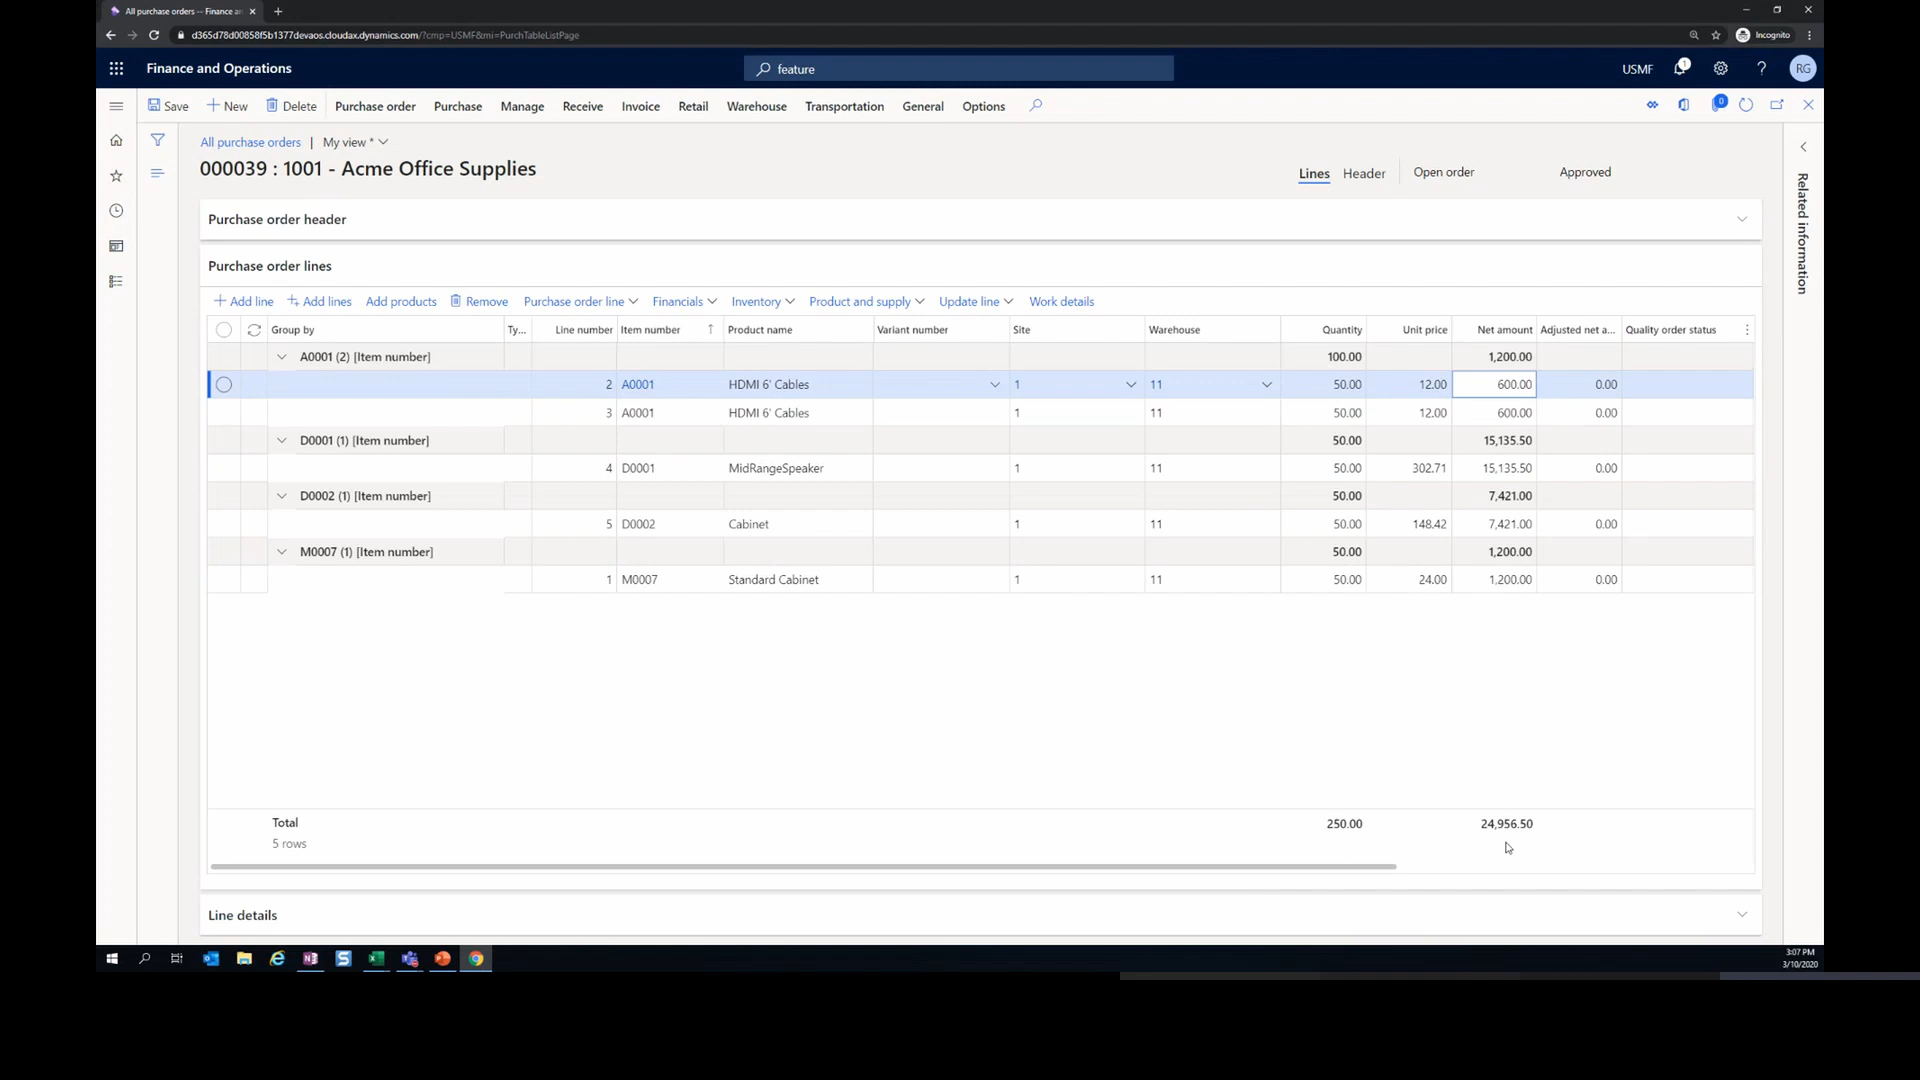 All purchase orders -- Finance an
d365d78d00858f5b1377devaos.cloudax.dynamics.com/?cmp=USMF&mi=PurchTableListPage
Incognito
Finance and Operations
feature
USMF
1
RG
Save
New
Delete
Purchase order
Purchase
Manage
Receive
Invoice
Retail
Warehouse
Transportation
General
Options
0
All purchase orders | My view *
000039 : 1001 - Acme Office Supplies
Lines
Header
Open order
Approved
Related information
Purchase order header
Purchase order lines
Add line
Add lines
Add products
Remove
Purchase order line
Financials
Inventory
Product and supply
Update line
Work details
Group by Ty... Line number Item number Product name Variant number Site Warehouse Quantity Unit price Net amount Adjusted net a... Quality order status
A0001 (2) [Item number] 100.00 1,200.00
2 A0001 HDMI 6' Cables 1 11 50.00 12.00 600.00 0.00
3 A0001 HDMI 6' Cables 1 11 50.00 12.00 600.00 0.00
D0001 (1) [Item number] 50.00 15,135.50
4 D0001 MidRangeSpeaker 1 11 50.00 302.71 15,135.50 0.00
D0002 (1) [Item number] 50.00 7,421.00
5 D0002 Cabinet 1 11 50.00 148.42 7,421.00 0.00
M0007 (1) [Item number] 50.00 1,200.00
1 M0007 Standard Cabinet 1 11 50.00 24.00 1,200.00 0.00
Total 250.00 24,956.50
5 rows
Line details
3:07 PM
3/10/2020